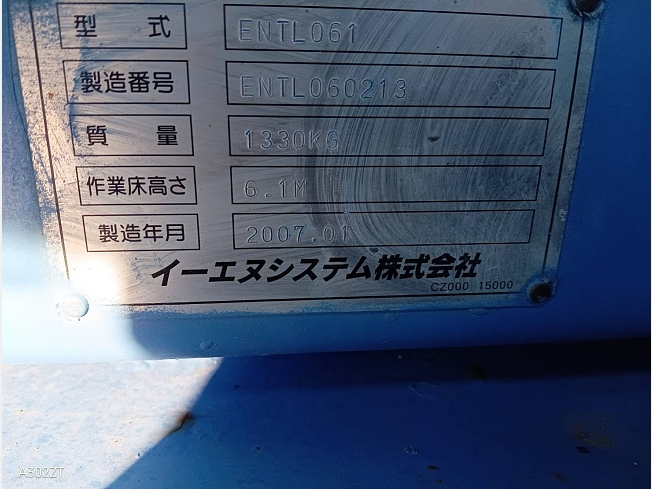 型 式 ENTL061
製造番号 ENTL060213
質 量 1330KG
作業床高さ 6.1M
製造年月 2007.01
イーエヌシステム株式会社
CZ000 15000
A302ZT